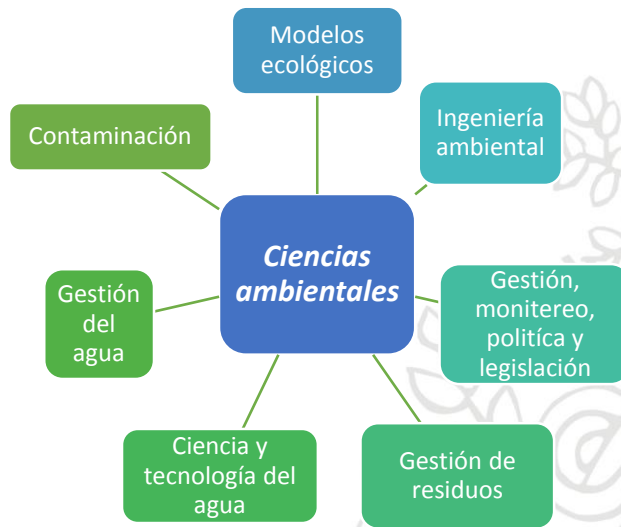 Modelos
ecológicos
Ingeniería
ambiental
Contaminación
Ciencias
ambientales
Gestión
del
agua
Gestión,
monitereo,
politíca y
legislación
Ciencia y
tecnología del
agua
Gestión de
residuos